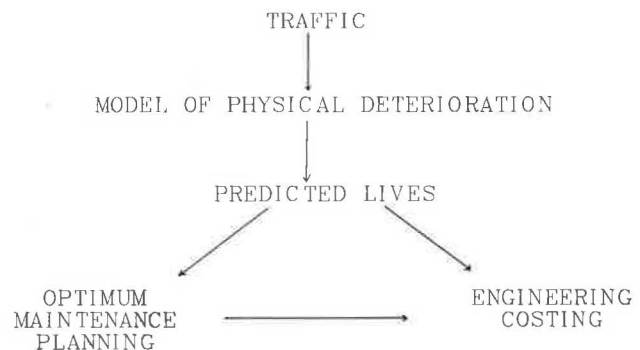 TRAFFIC
MODEL OF PHYSICAL DETERIORATION
PREDICTED LIVES
OPTIMUM
MAINTENANCE
PLANNING
ENGINEERING
COSTING